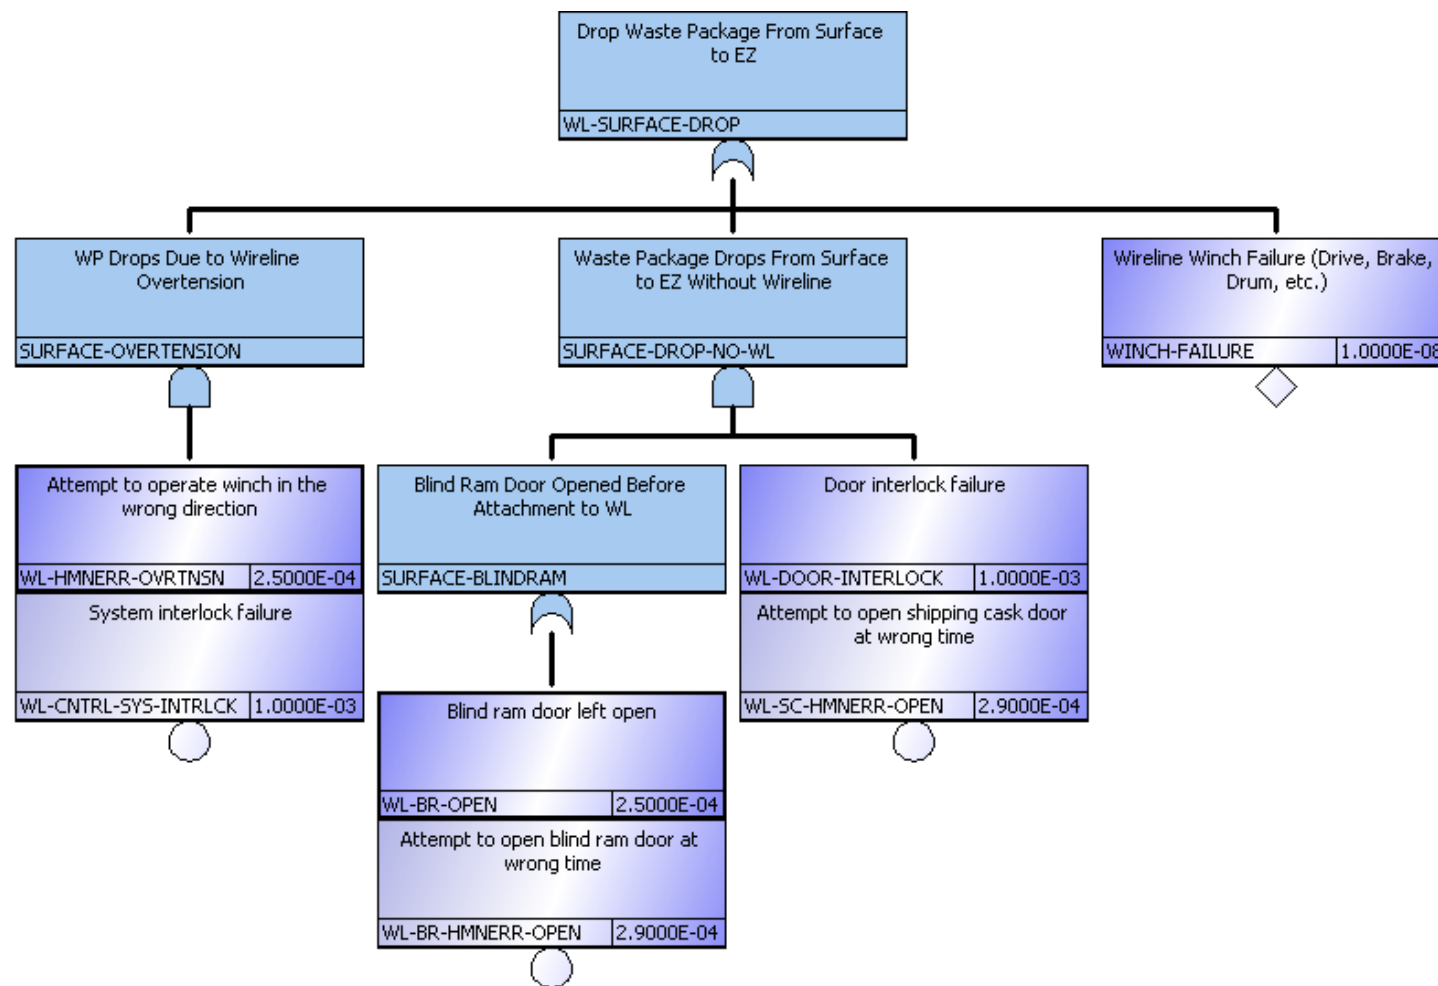 Drop Waste Package From Surface
to EZ
WL-SURFACE-DROP
WP Drops Due to Wireline
Overtension
SURFACE-OVERTENSION
Waste Package Drops From Surface
to EZ Without Wireline
SURFACE-DROP-NO-WL
Wireline Winch Failure (Drive, Brake,
Drum, etc.)
WINCH-FAILURE 1.0000E-08
Attempt to operate winch in the
wrong direction
WL-HMNERR-OVRTNSN 2.5000E-04
System interlock failure
WL-CNTRL-SYS-INTRLCK 1.0000E-03
Blind Ram Door Opened Before
Attachment to WL
SURFACE-BLINDRAM
Door interlock failure
WL-DOOR-INTERLOCK 1.0000E-03
Attempt to open shipping cask door
at wrong time
WL-SC-HMNERR-OPEN 2.9000E-04
Blind ram door left open
WL-BR-OPEN 2.5000E-04
Attempt to open blind ram door at
wrong time
WL-BR-HMNERR-OPEN 2.9000E-04